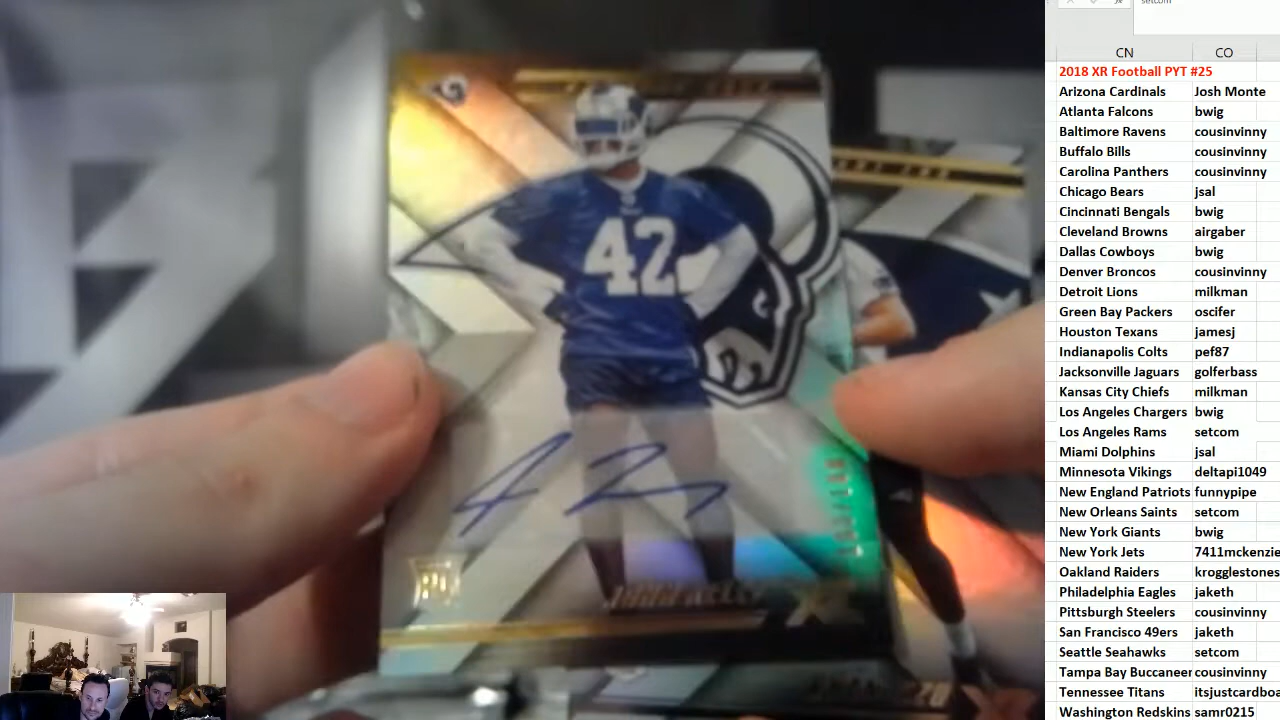 setcom
CN CO
2018 XR Football PYT #25
Arizona Cardinals Josh Monte
Atlanta Falcons bwig
Baltimore Ravens cousinvinny
Buffalo Bills cousinvinny
Carolina Panthers cousinvinny
Chicago Bears jsal
Cincinnati Bengals bwig
Cleveland Browns airgaber
Dallas Cowboys bwig
Denver Broncos cousinvinny
Detroit Lions milkman
Green Bay Packers oscifer
Houston Texans jamesj
Indianapolis Colts pef87
Jacksonville Jaguars golferbass
Kansas City Chiefs milkman
Los Angeles Chargers bwig
Los Angeles Rams setcom
Miami Dolphins jsal
Minnesota Vikings deltapi1049
New England Patriots funnypipe
New Orleans Saints setcom
New York Giants bwig
New York Jets 7411mckenzie
Oakland Raiders krogglestones
Philadelphia Eagles jaketh
Pittsburgh Steelers cousinvinny
San Francisco 49ers jaketh
Seattle Seahawks setcom
Tampa Bay Buccaneer cousinvinny
Tennessee Titans itsjustcardboa
Washington Redskins samr0215
42
John Kelly